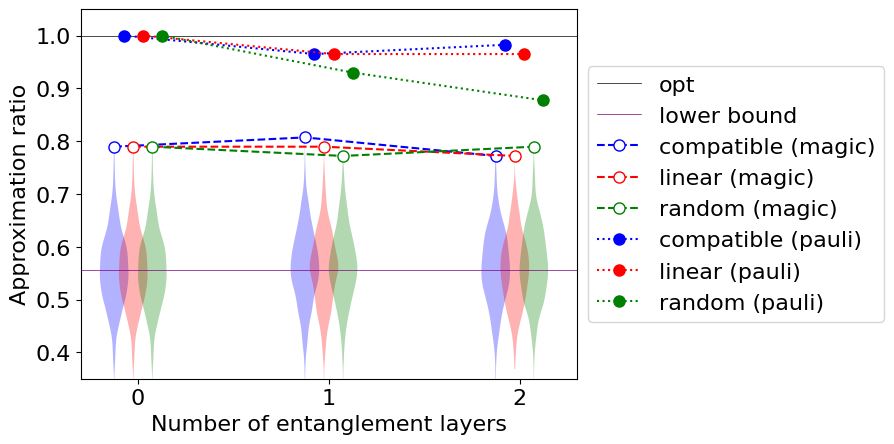 1.0
0.9
0.8
0.7
0.6
0.5
0.4
Approximation ratio
0
1
2
Number of entanglement layers
opt
lower bound
compatible (magic)
linear (magic)
random (magic)
compatible (pauli)
linear (pauli)
random (pauli)